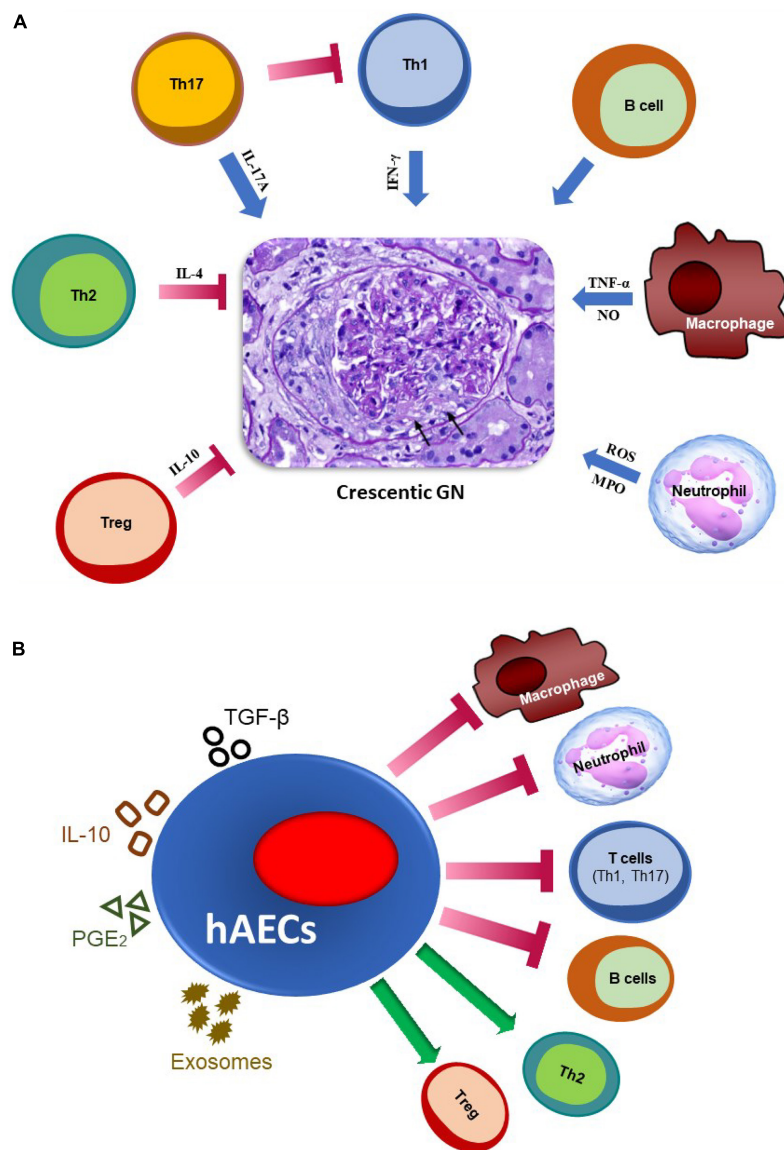 A
Th17
Th1
B cell
IL-17A
IFN-γ
Th2
IL-4
TNF-α
NO
Macrophage
IL-10
Treg
ROS
MPO
Neutrophil
Crescentic GN
B
Macrophage
TGF-β
Neutrophil
IL-10
T cells
(Th1, Th17)
PGE₂
hAECs
B cells
Exosomes
Th2
Treg